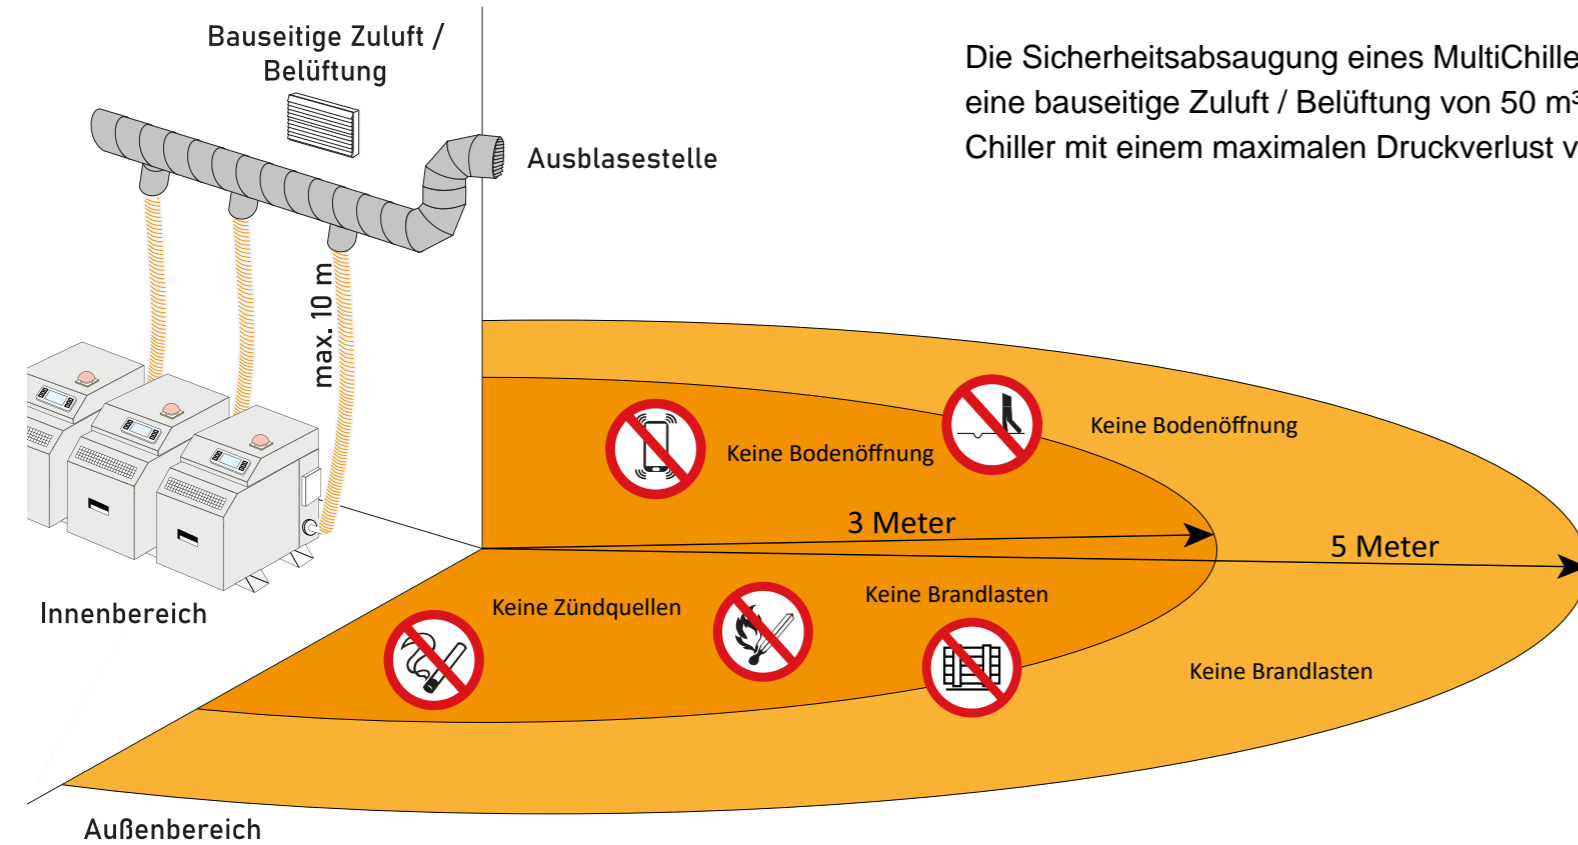 Bauseitige Zuluft /
Belüftung
Die Sicherheitsabsaugung eines MultiChille
eine bauseitige Zuluft / Belüftung von 50 m³
Chiller mit einem maximalen Druckverlust v
Ausblasestelle
max. 10 m
Keine Bodenöffnung
Keine Bodenöffnung
3 Meter
5 Meter
Keine Zündquellen
Keine Brandlasten
Keine Brandlasten
Innenbereich
Außenbereich